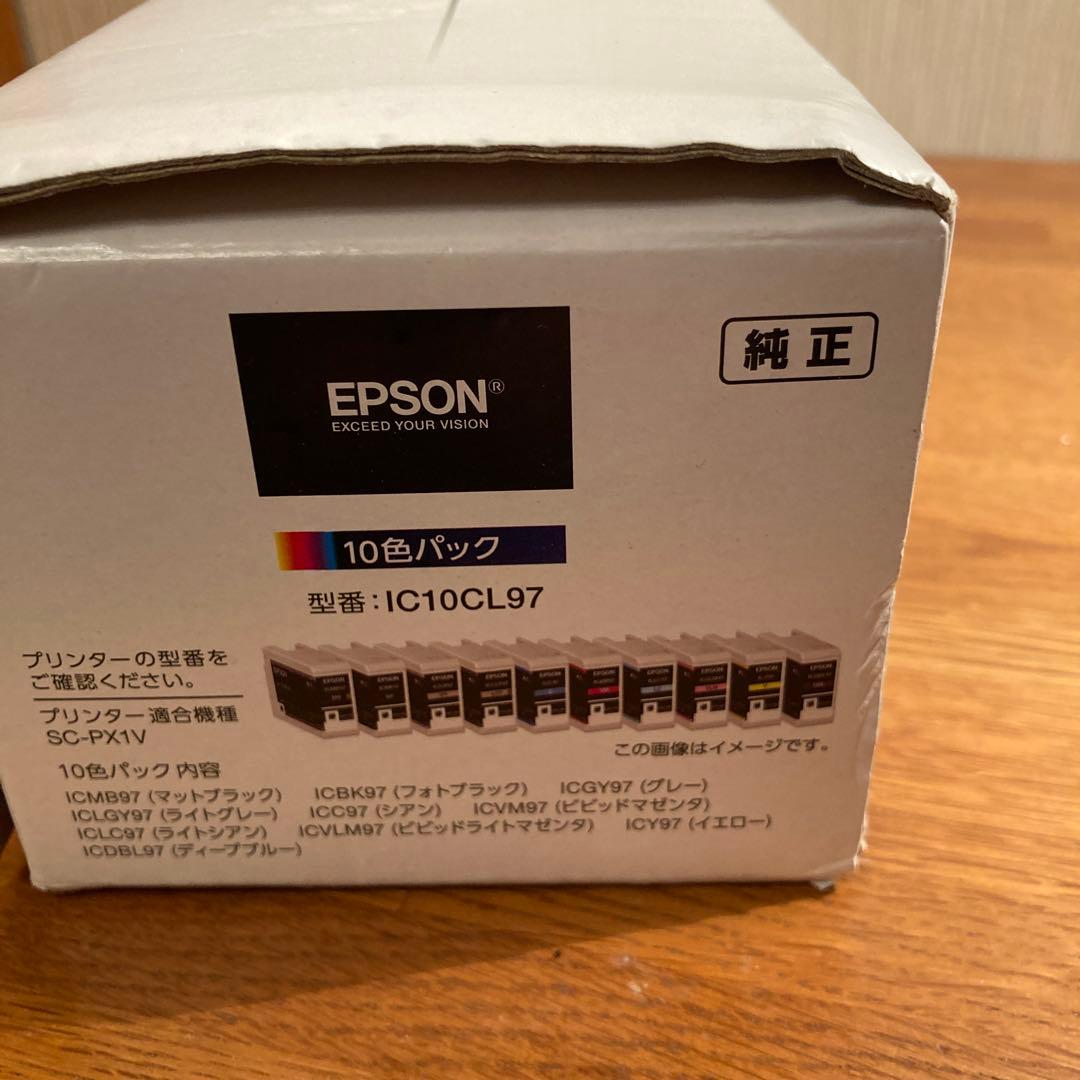 EPSON®
EXCEED YOUR VISION
純正
10色パック
型番:IC10CL97
プリンターの型番を
ご確認ください。
プリンター適合機種
SC-PX1V
EPSON
EPSON
EPSON
この画像はイメージです。
10色パック内容
ICMB97 (マットブラック) ICBK97 (フォトブラック) ICGY97 (グレー)
ICLGY97 (ライトグレー) ICC97 (シアン) ICVM97 (ビビッドマゼンタ)
ICLC97 (ライトシアン) ICVLM97 (ビビッドライトマゼンタ) ICY97 (イエロー)
ICDBL97 (ディープブルー)